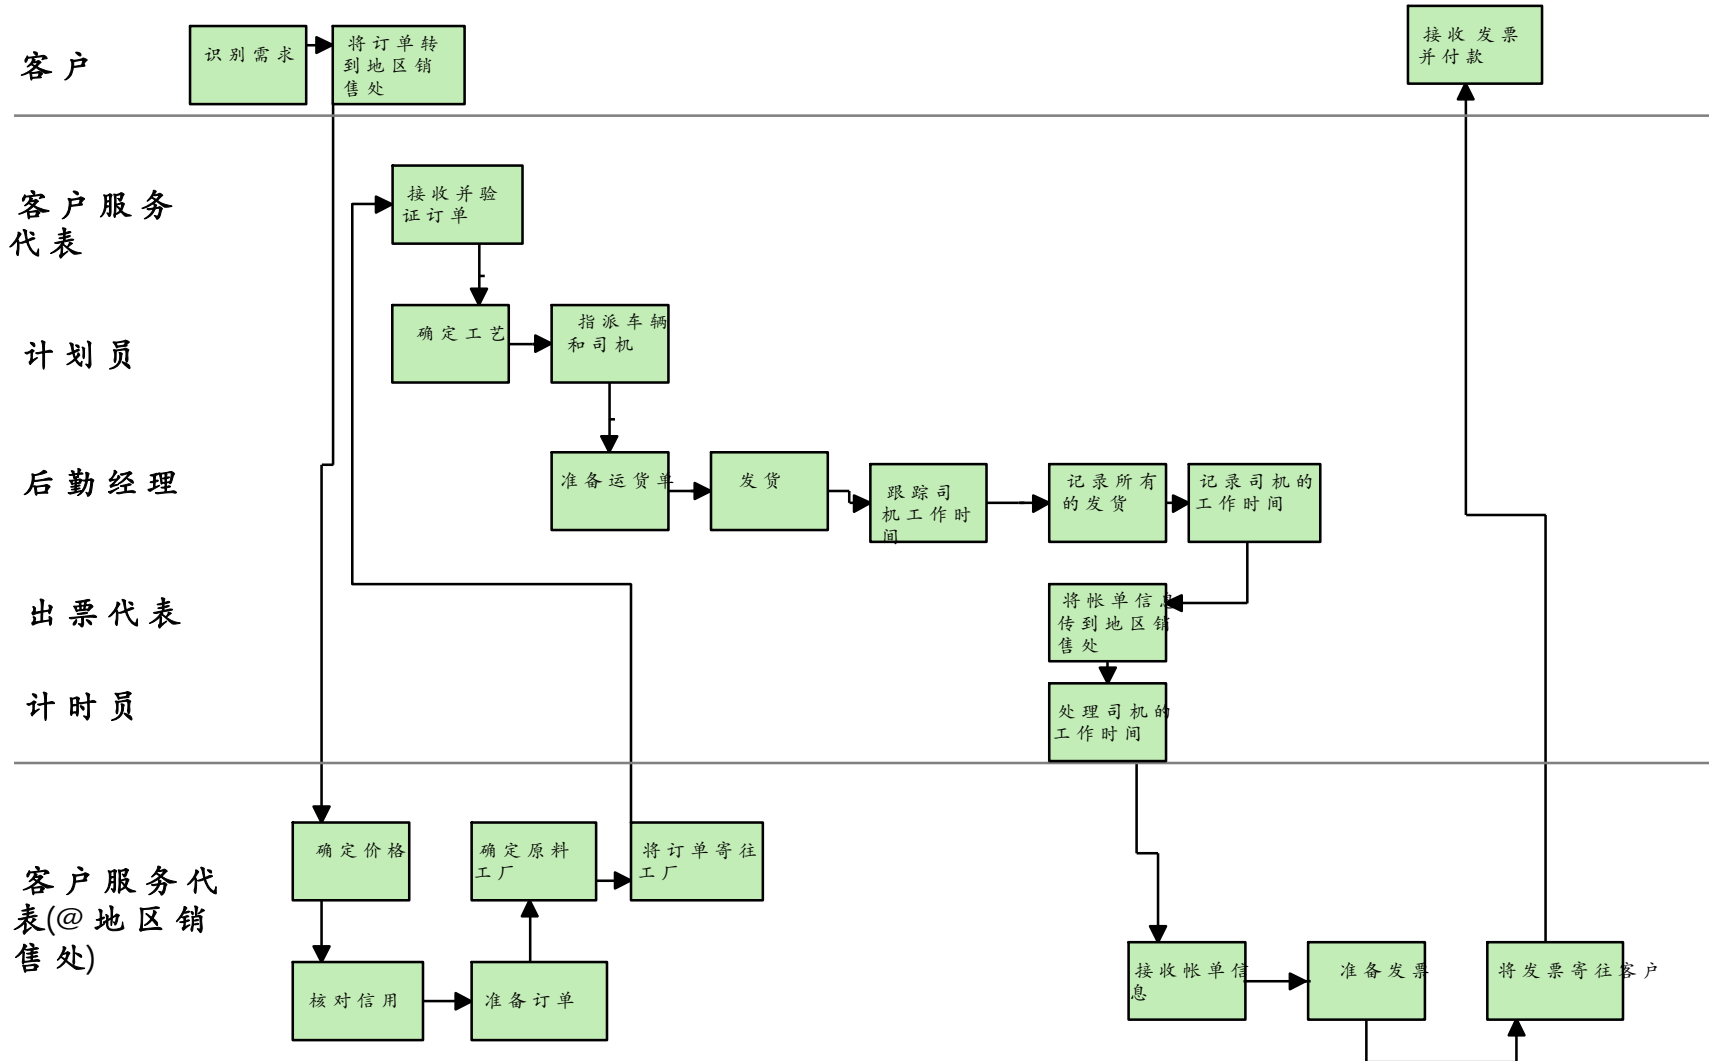 客户
识别需求
将订单转
到地区销
售处
接收发票
并付款
客户服务
代表
接收并验
证订单
计划员
确定工艺
指派车辆
和司机
后勤经理
准备运货单
发货
跟踪司
机工作时
间
记录所有
的发货
记录司机的
工作时间
出票代表
将帐单信息
传到地区销
售处
计时员
处理司机的
工作时间
客户服务代
表(@地区销
售处)
确定价格
确定原料
工厂
将订单寄往
工厂
核对信用
准备订单
接收帐单信
息
准备发票
将发票寄往客户